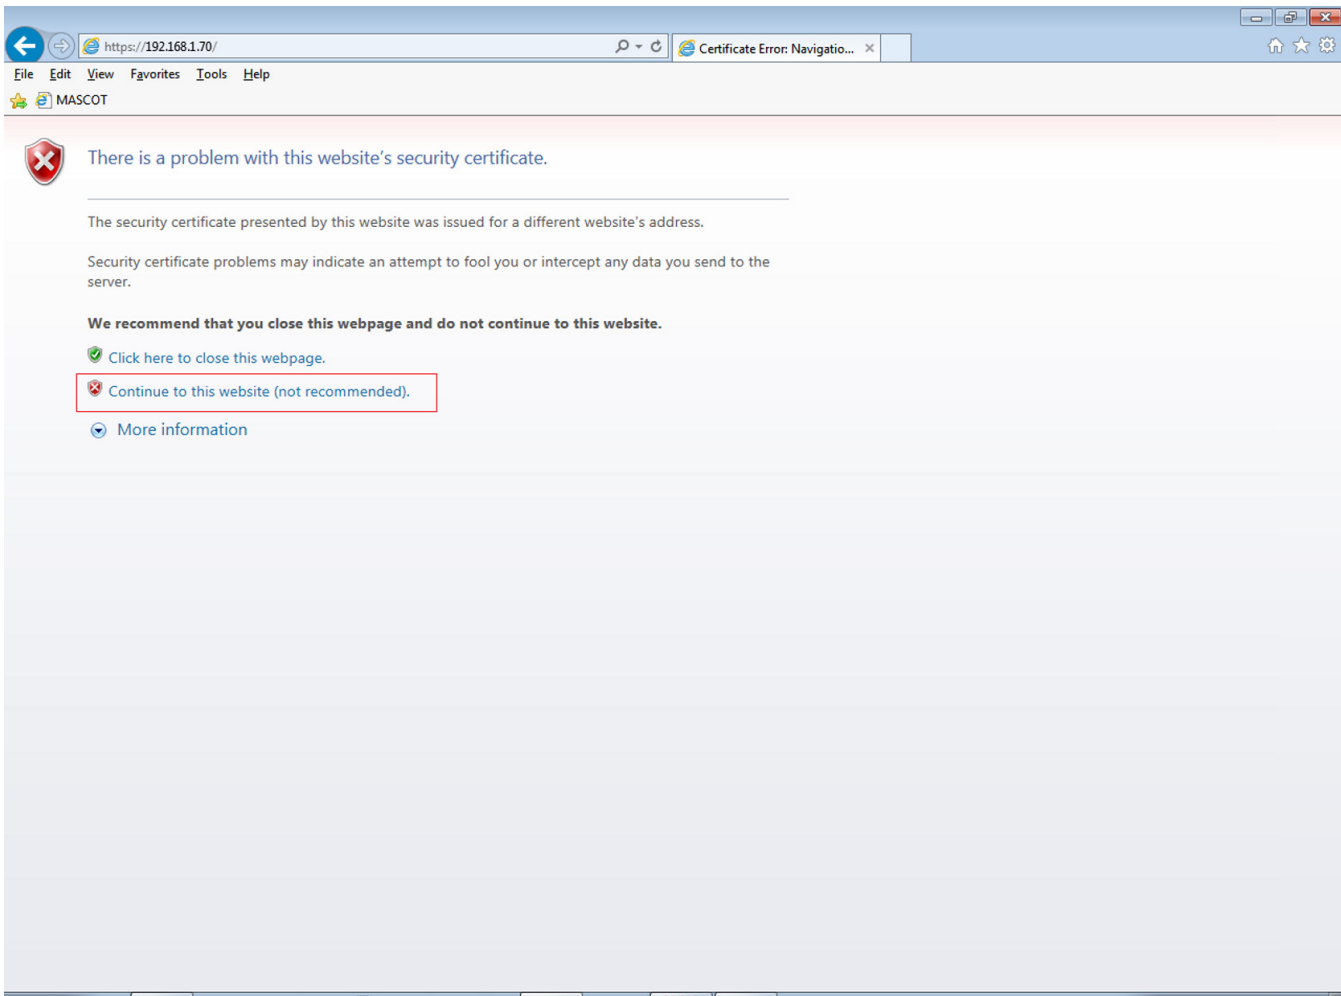 https://192.168.1.70/
Certificate Error: Navigatio...
File Edit View Favorites Tools Help
MASCOT
There is a problem with this website's security certificate.
The security certificate presented by this website was issued for a different website's address.
Security certificate problems may indicate an attempt to fool you or intercept any data you send to the
server.
We recommend that you close this webpage and do not continue to this website.
Click here to close this webpage.
Continue to this website (not recommended).
More information